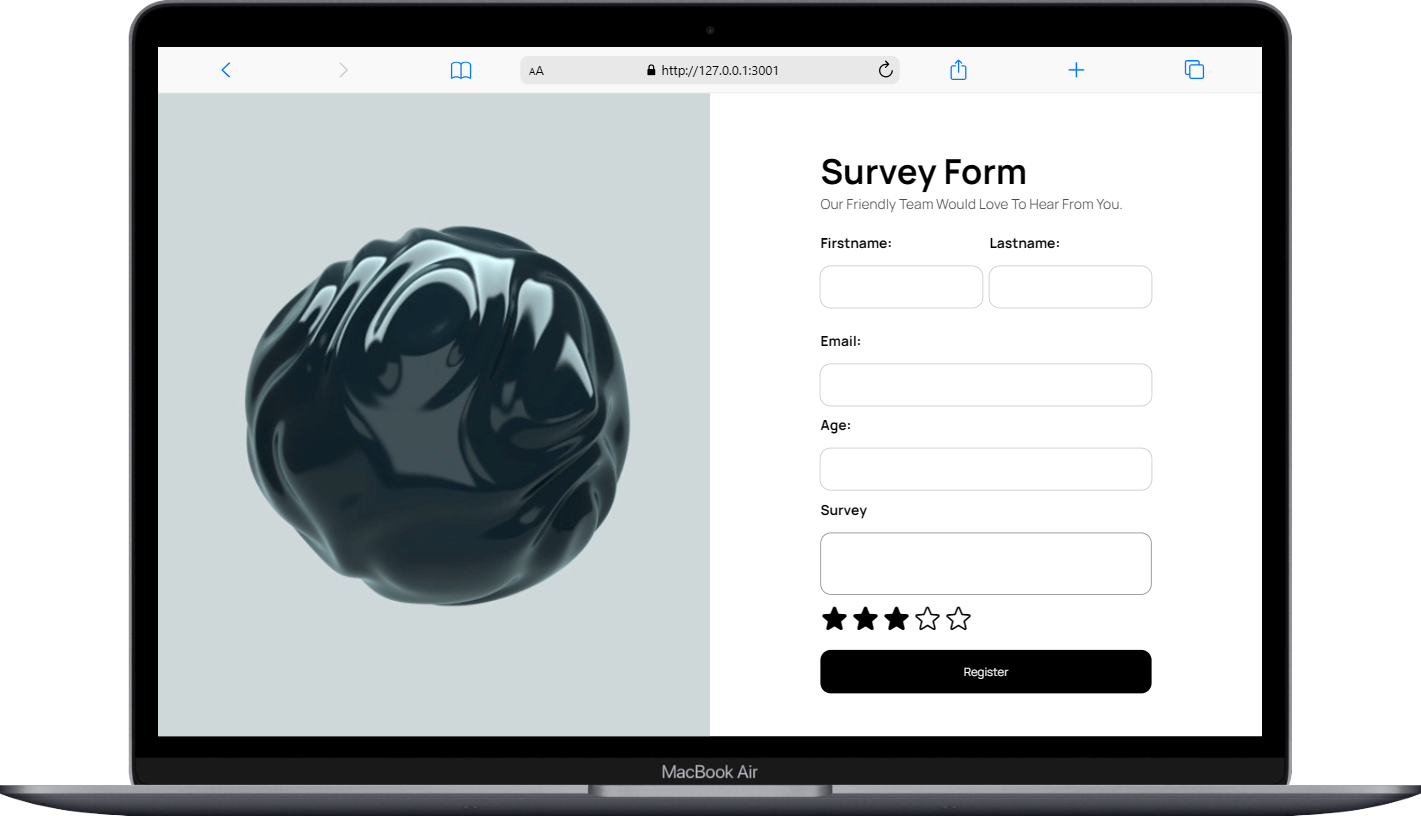 AA http://127.0.0.1:3001
Survey Form
Our Friendly Team Would Love To Hear From You.
Firstname: Lastname:
Email:
Age:
Survey
Register
MacBook Air